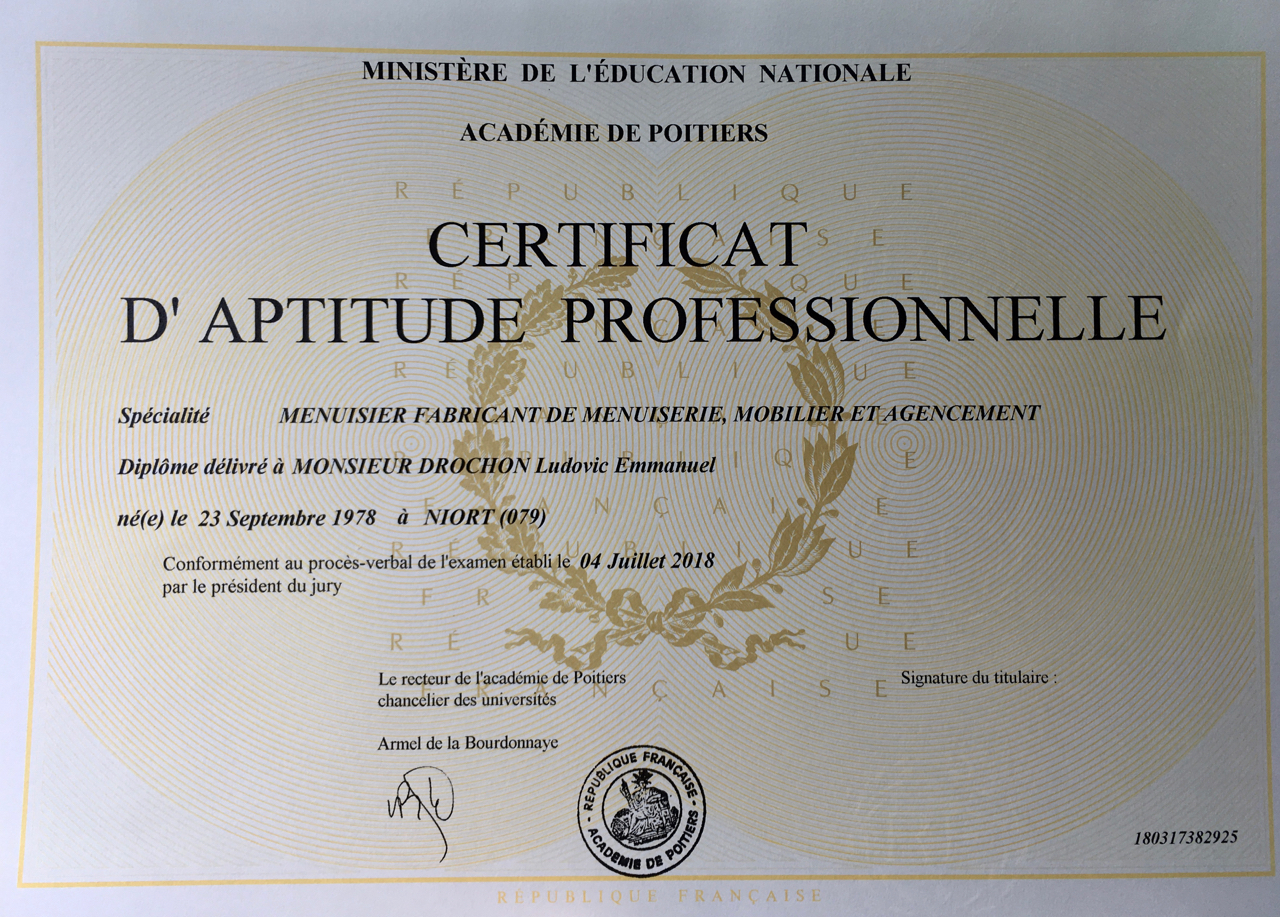 MINISTÈRE DE L'ÉDUCATION NATIONALE
ACADÉMIE DE POITIERS
RÉPUBLIQUE
CERTIFICAT
D' APTITUDE PROFESSIONNELLE
Spécialité MENUISIER FABRICANT DE MENUISERIE, MOBILIER ET AGENCEMENT
Diplôme délivré à MONSIEUR DROCHON Ludovic Emmanuel
né(e) le 23 Septembre 1978 à NIORT (079)
Conformément au procès-verbal de l'examen établi le 04 Juillet 2018
par le président du jury
Le recteur de l'académie de Poitiers
chancelier des universités
FRANÇAISE
Signature du titulaire :
Armel de la Bourdonnaye
RÉPUBLIQUE FRANÇAISE
ACADÉMIE DE POITIERS
180317382925
RÉPUBLIQUE FRANÇAISE